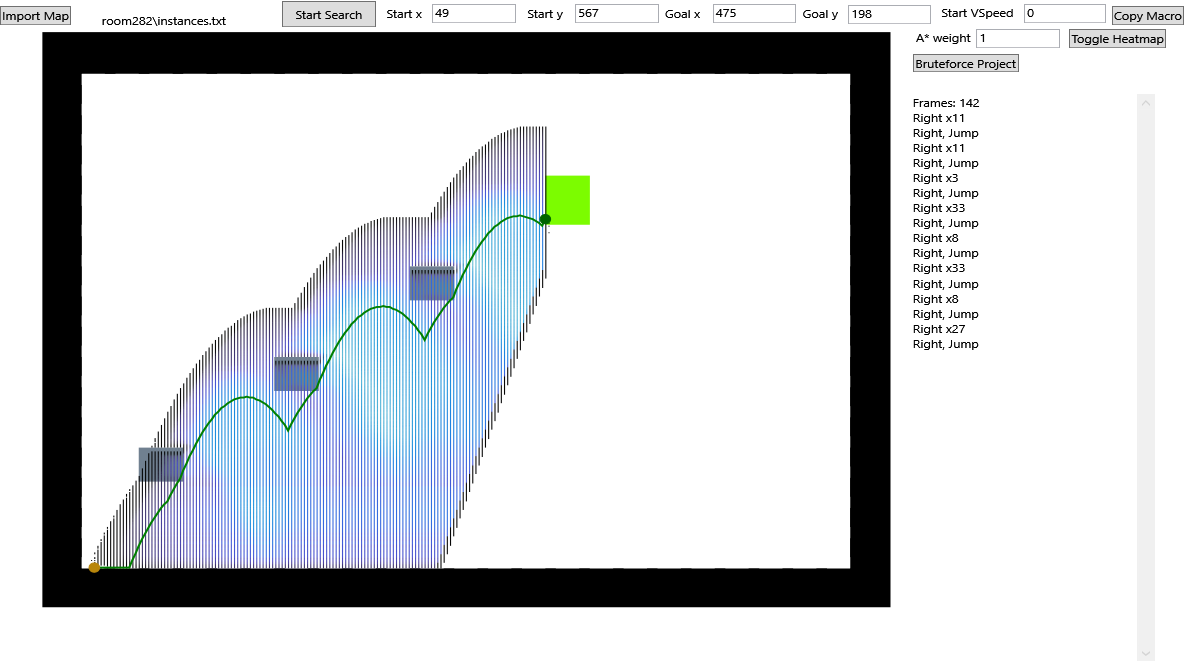 Import Map
room282\instances.txt
Start Search
Start x 49
Start y 567
Goal x 475
Goal y 198
Start VSpeed 0
Copy Macro
A* weight 1
Toggle Heatmap
Bruteforce Project
Frames: 142
Right x11
Right, Jump
Right x11
Right, Jump
Right x3
Right, Jump
Right x33
Right, Jump
Right x8
Right, Jump
Right x33
Right, Jump
Right x8
Right, Jump
Right x27
Right, Jump